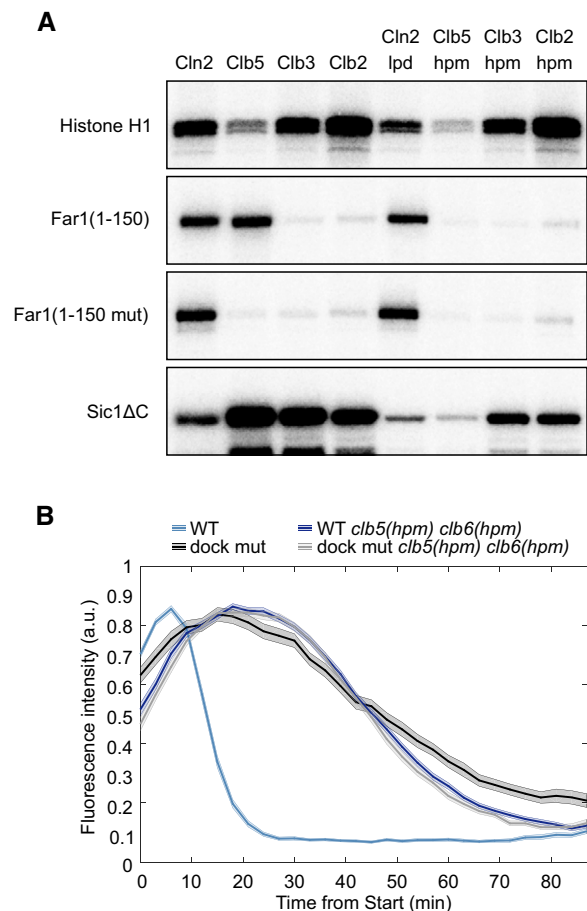 A
Cln2 Clb5 Clb3 Clb2 Cln2 lpd Clb5 hpm Clb3 hpm Clb2 hpm
Histone H1
Far1(1-150)
Far1(1-150 mut)
Sic1ΔC
B
WT WT clb5(hpm) clb6(hpm)
dock mut dock mut clb5(hpm) clb6(hpm)
Fluorescence intensity (a.u.)
1
0.9
0.8
0.7
0.6
0.5
0.4
0.3
0.2
0.1
0
0 10 20 30 40 50 60 70 80
Time from Start (min)